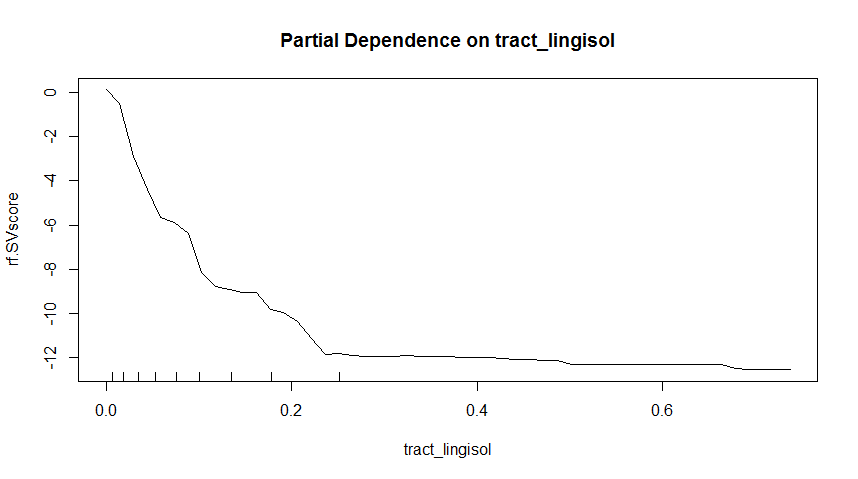 Partial Dependence on tract_lingisol
rf.SVscore
0
-2
-4
-6
-8
-10
-12
0.0 0.2 0.4 0.6
tract_lingisol